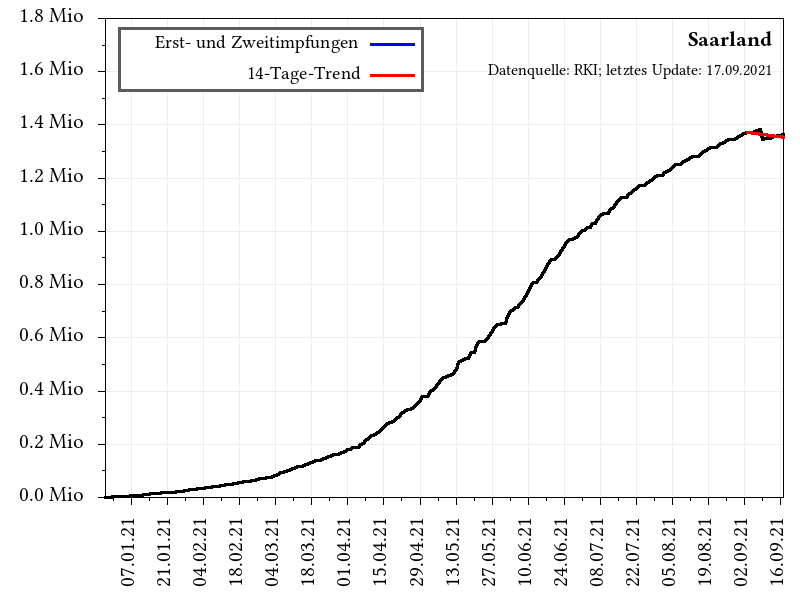 1.8 Mio
1.6 Mio
1.4 Mio
1.2 Mio
1.0 Mio
0.8 Mio
0.6 Mio
0.4 Mio
0.2 Mio
0.0 Mio
Erst- und Zweitimpfungen
14-Tage-Trend
Saarland
Datenquelle: RKI; letztes Update: 17.09.2021
07.01.21
21.01.21
04.02.21
18.02.21
04.03.21
18.03.21
01.04.21
15.04.21
29.04.21
13.05.21
27.05.21
10.06.21
24.06.21
08.07.21
22.07.21
05.08.21
19.08.21
02.09.21
16.09.21